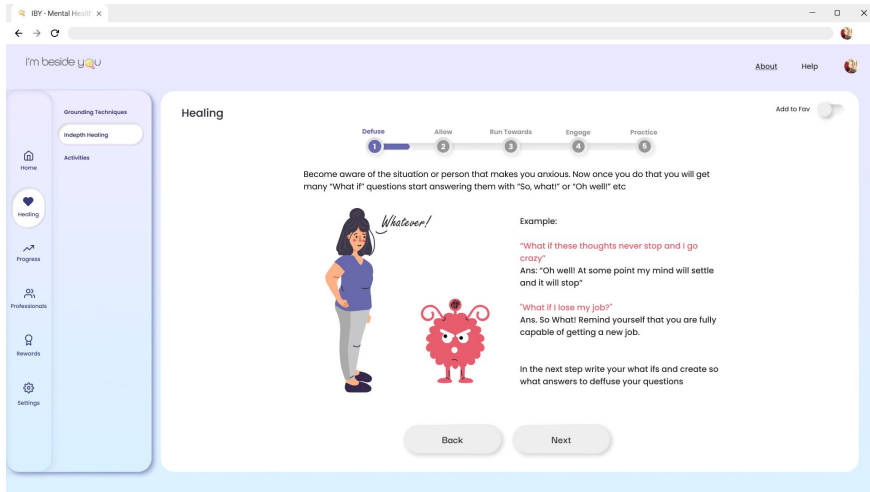 IBY - Mental Health
I'm beside you
About
Help
Home
Healing
Progress
Professionals
Rewards
Settings
Grounding Techniques
Indepth Healing
Activities
Healing
Add to Fav
Defuse
Allow
Run Towards
Engage
Practice
1
2
3
4
5
Become aware of the situation or person that makes you anxious. Now once you do that you will get
many "What if" questions start answering them with "So, what!" or "Oh well!" etc
Whatever!
Example:
"What if these thoughts never stop and I go
crazy"
Ans: "Oh well! At some point my mind will settle
and it will stop"
"What if I lose my job?"
Ans. So What! Remind yourself that you are fully
capable of getting a new job.
In the next step write your what ifs and create so
what answers to deffuse your questions
Back
Next